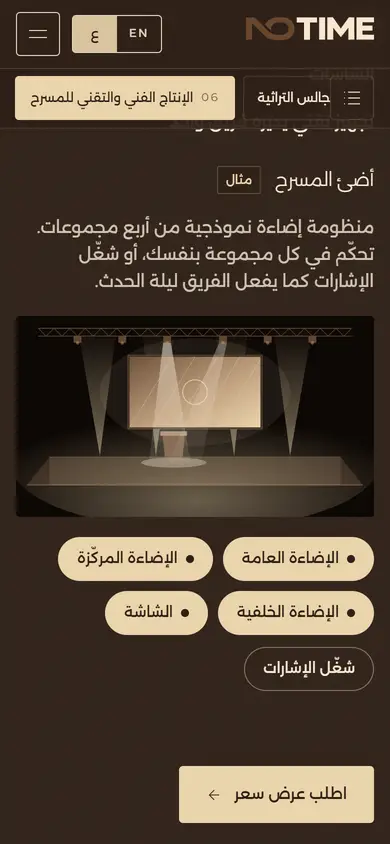 NOTIME
EN
ع
جالس التراثية
06 الإنتاج الفني والتقني للمسرح
أضئ المسرح
مثال
منظومة إضاءة نموذجية من أربع مجموعات.
تحكّم في كل مجموعة بنفسك، أو شغّل
الإشارات كما يفعل الفريق ليلة الحدث.
الإضاءة العامة
الإضاءة المركّزة
الإضاءة الخلفية
الشاشة
شغّل الإشارات
اطلب عرض سعر